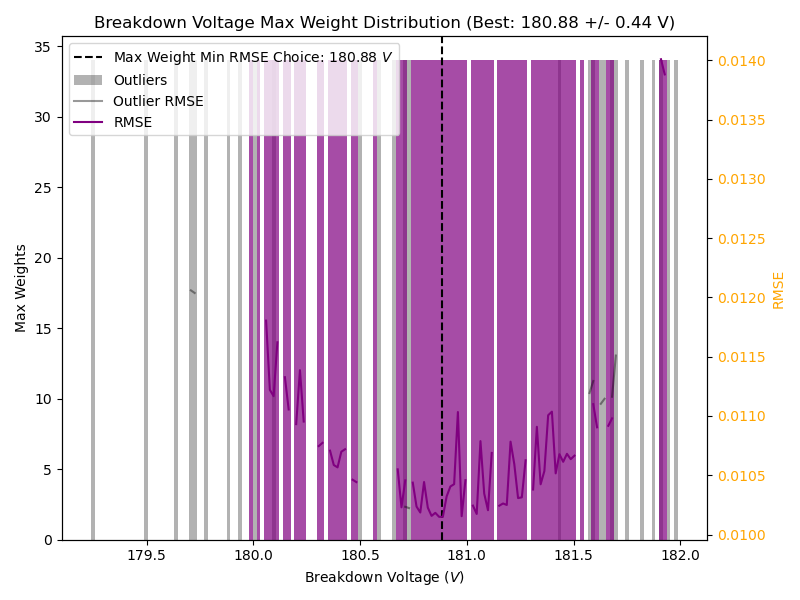 Breakdown Voltage Max Weight Distribution (Best: 180.88 +/- 0.44 V)
Max Weight Min RMSE Choice: 180.88 V
Outliers
Outlier RMSE
RMSE
35
30
25
20
15
10
5
0
Max Weights
0.0140
0.0135
0.0130
0.0125
0.0120
0.0115
0.0110
0.0105
0.0100
RMSE
179.5 180.0 180.5 181.0 181.5 182.0
Breakdown Voltage (V)